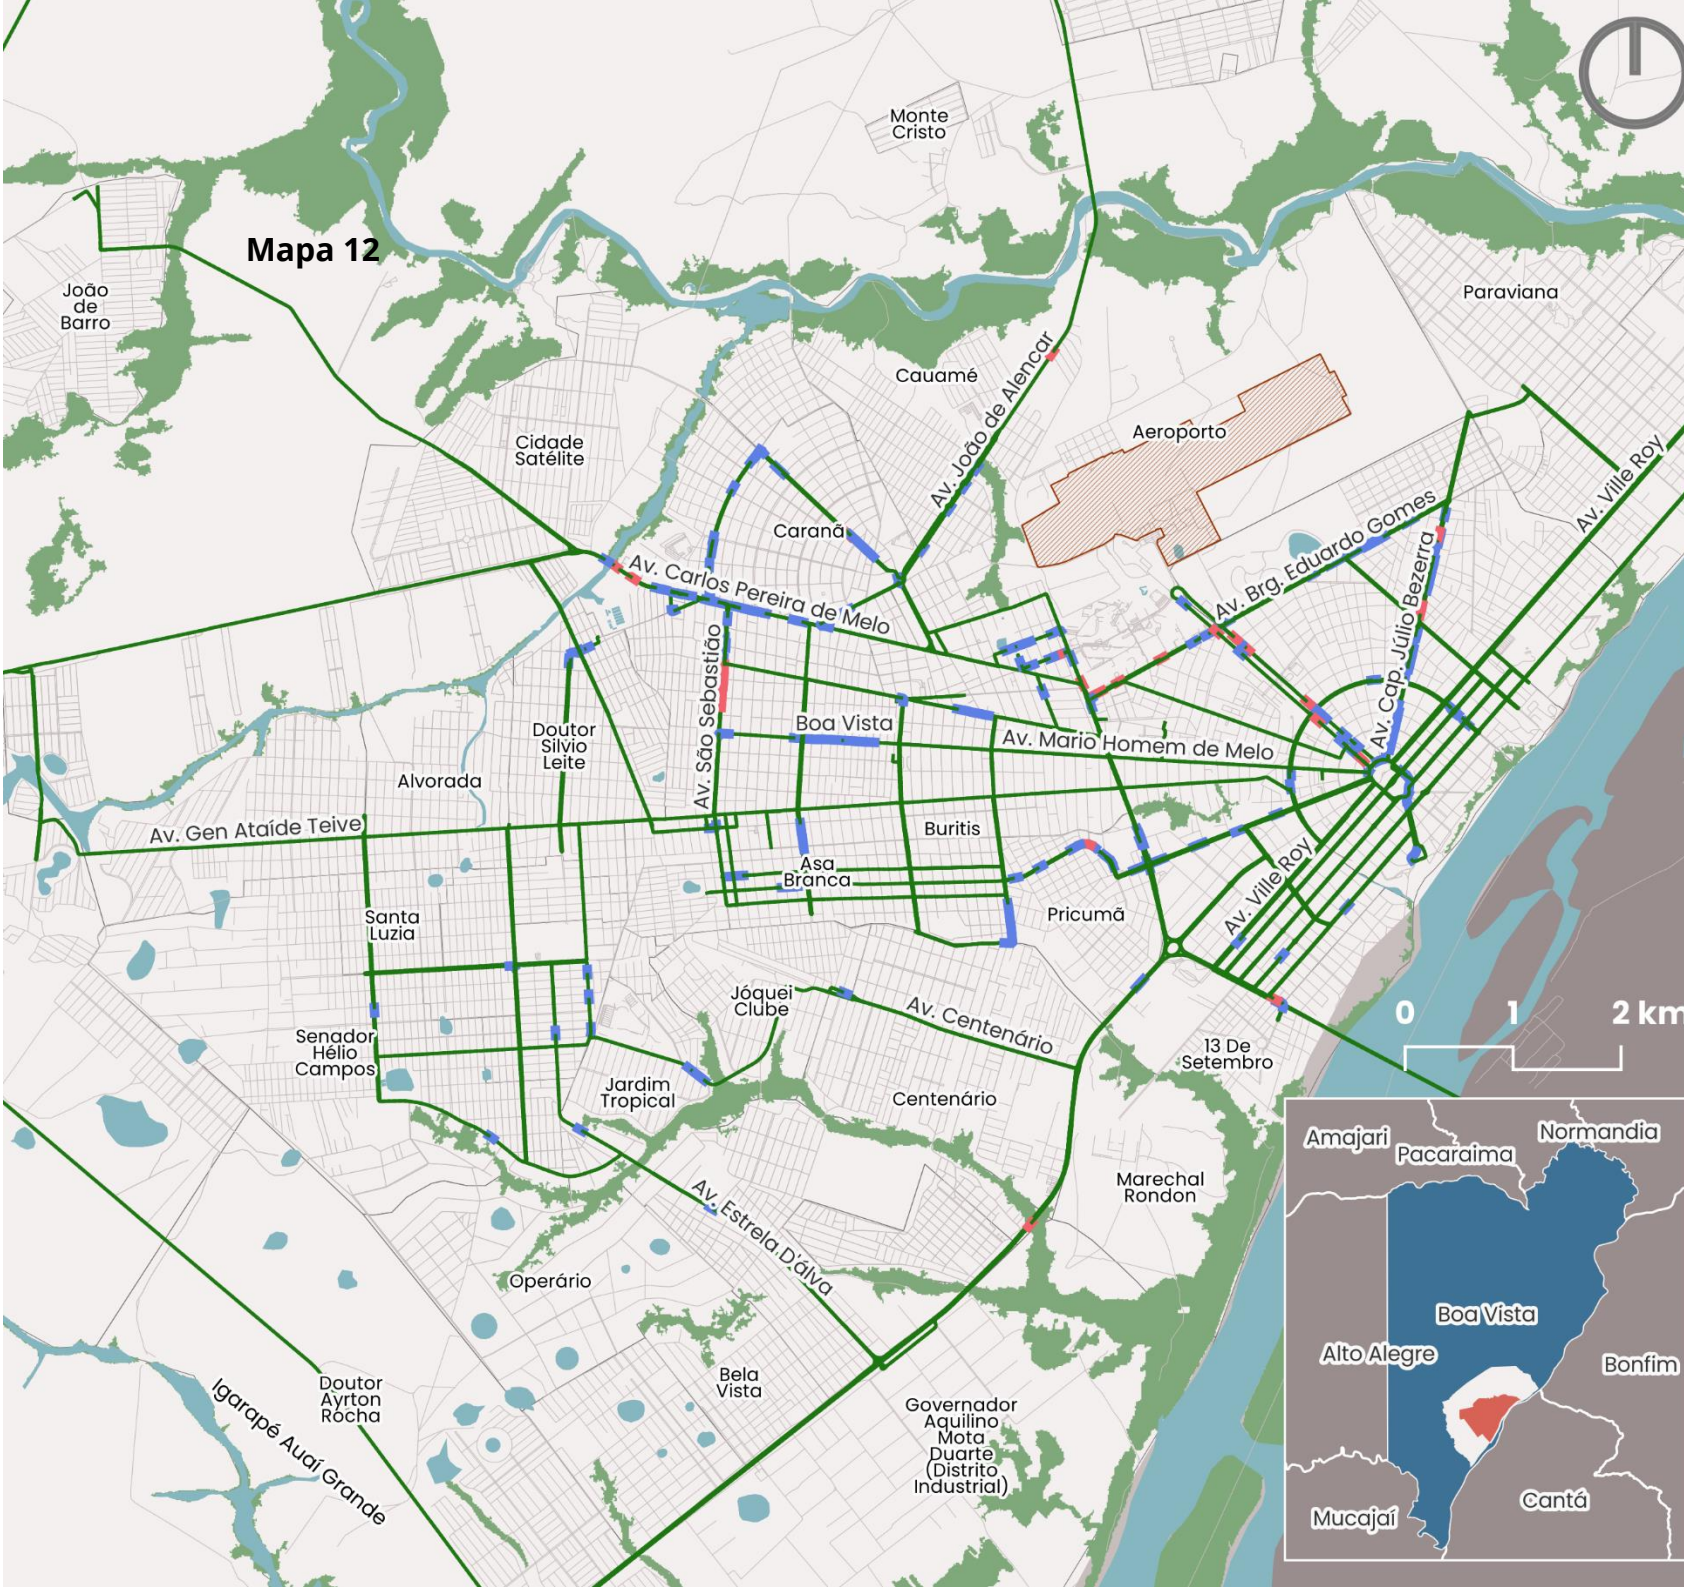 Monte
Cristo
Mapa 12
João
de
Barro
Paraviana
Cauamé
Av. João de Alencar
Aeroporto
Cidade
Satélite
Av. Ville Roy
Caranã
Av. Brg. Eduardo Gomes
Av. Carlos Pereira de Melo
Av. Cap. Júlio Bezerra
Av. São Sebastião
Doutor
Silvio
Leite
Boa Vista
Av. Mario Homem de Melo
Alvorada
Av. Gen Ataíde Teive
Buritis
Asa
Branca
Av. Ville Roy
Pricumã
Santa
Luzia
Jóquei
Clube
Av. Centenário
0 1 2 km
Senador
Hélio
Campos
13 De
Setembro
Jardim
Tropical
Centenário
Marechal
Rondon
Av. Estrela D'álva
Operário
Bela
Vista
Doutor
Ayrton
Rocha
Igarapé Auaí Grande
Governador
Aquilino
Mota
Duarte
(Distrito
Industrial)
Amajari
Pacaraima
Normandia
Boa Vista
Alto Alegre
Bonfim
Cantá
Mucajaí